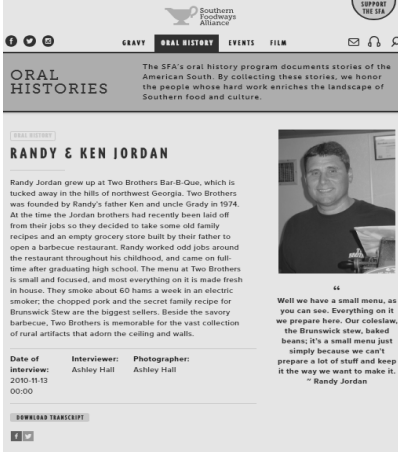 Southern
Foodways
Alliance
SUPPORT
THE SFA
GRAVY ORAL HISTORY EVENTS FILM
ORAL
HISTORIES
The SFA's oral history program documents stories of the
American South. By collecting these stories, we honor
the people whose hard work enriches the landscape of
Southern food and culture.
ORAL HISTORY
RANDY & KEN JORDAN
Randy Jordan grew up at Two Brothers Bar-B-Que, which is
tucked away in the hills of northwest Georgia. Two Brothers
was founded by Randy's father Ken and uncle Grady in 1974.
At the time the Jordan brothers had recently been laid off
from their jobs so they decided to take some old family
recipes and an empty grocery store built by their father to
open a barbecue restaurant. Randy worked odd jobs around
the restaurant throughout his childhood, and came on full-
time after graduating high school. The menu at Two Brothers
is small and focused, and most everything on it is made fresh
in house. They smoke about 60 hams a week in an electric
smoker; the chopped pork and the secret family recipe for
Brunswick Stew are the biggest sellers. Beside the savory
barbecue, Two Brothers is memorable for the vast collection
of rural artifacts that adorn the ceiling and walls.
Date of
interview:
2010-11-13
00:00
Interviewer:
Ashley Hall
Photographer:
Ashley Hall
DOWNLOAD TRANSCRIPT
“
Well we have a small menu, as
you can see. Everything on it
we prepare here. Our coleslaw,
the Brunswick stew, baked
beans; it's a small menu just
simply because we can't
prepare a lot of stuff and keep
it the way we want to make it.
~ Randy Jordan